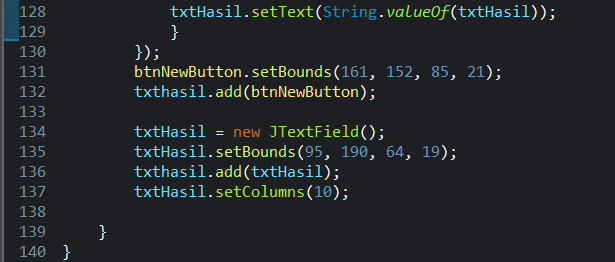 128 txtHasil.setText(String.valueOf(txtHasil));
129 }
130 });
131 btnNewButton.setBounds(161, 152, 85, 21);
132 txthasil.add(btnNewButton);
133
134 txtHasil = new JTextField();
135 txtHasil.setBounds(95, 190, 64, 19);
136 txthasil.add(txtHasil);
137 txtHasil.setColumns(10);
138
139 }
140 }